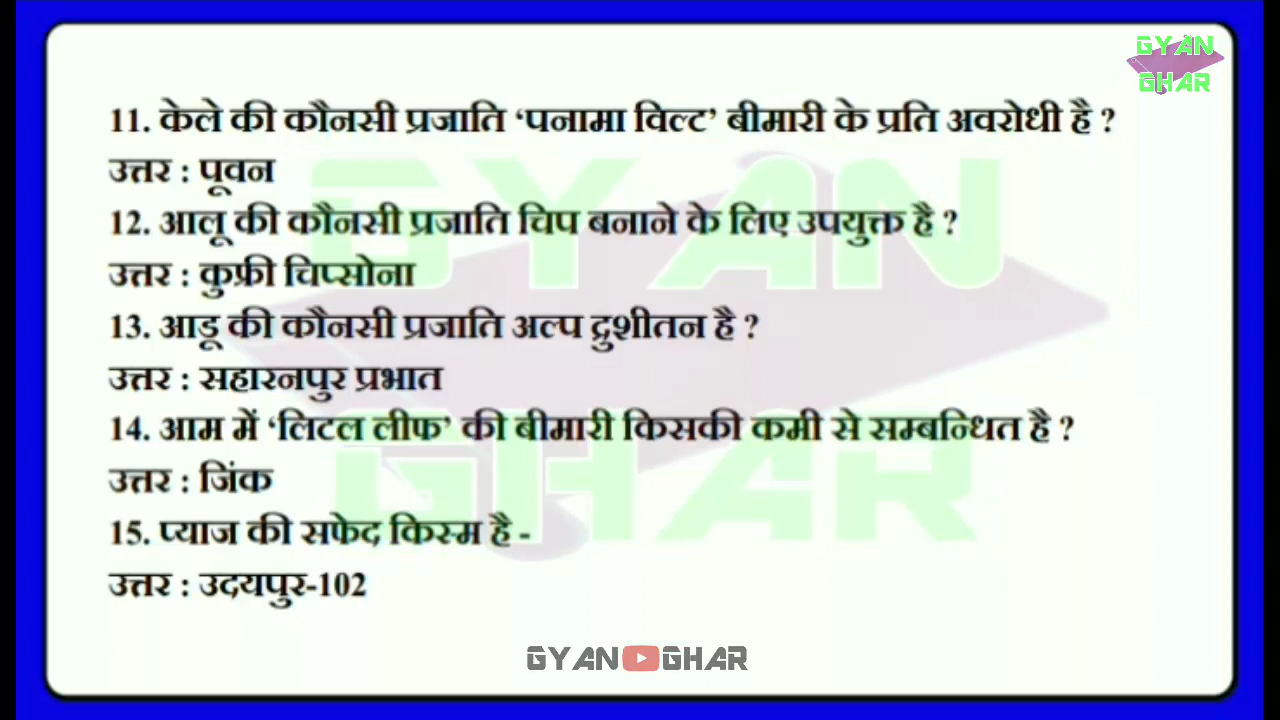 GYAN
GHAR
11. केले की कौनसी प्रजाति ‘पनामा विल्ट’ बीमारी के प्रति अवरोधी है ?
उत्तर : पूवन
12. आलू की कौनसी प्रजाति चिप बनाने के लिए उपयुक्त है ?
उत्तर : कुफ्री चिप्सोना
13. आडू की कौनसी प्रजाति अल्प द्रुशीतन है ?
उत्तर : सहारनपुर प्रभात
14. आम में ‘लिटल लीफ’ की बीमारी किसकी कमी से सम्बन्धित है ?
उत्तर : जिंक
15. प्याज की सफेद किस्म है -
उत्तर : उदयपुर-102
GYAN
GHAR
GYAN GHAR